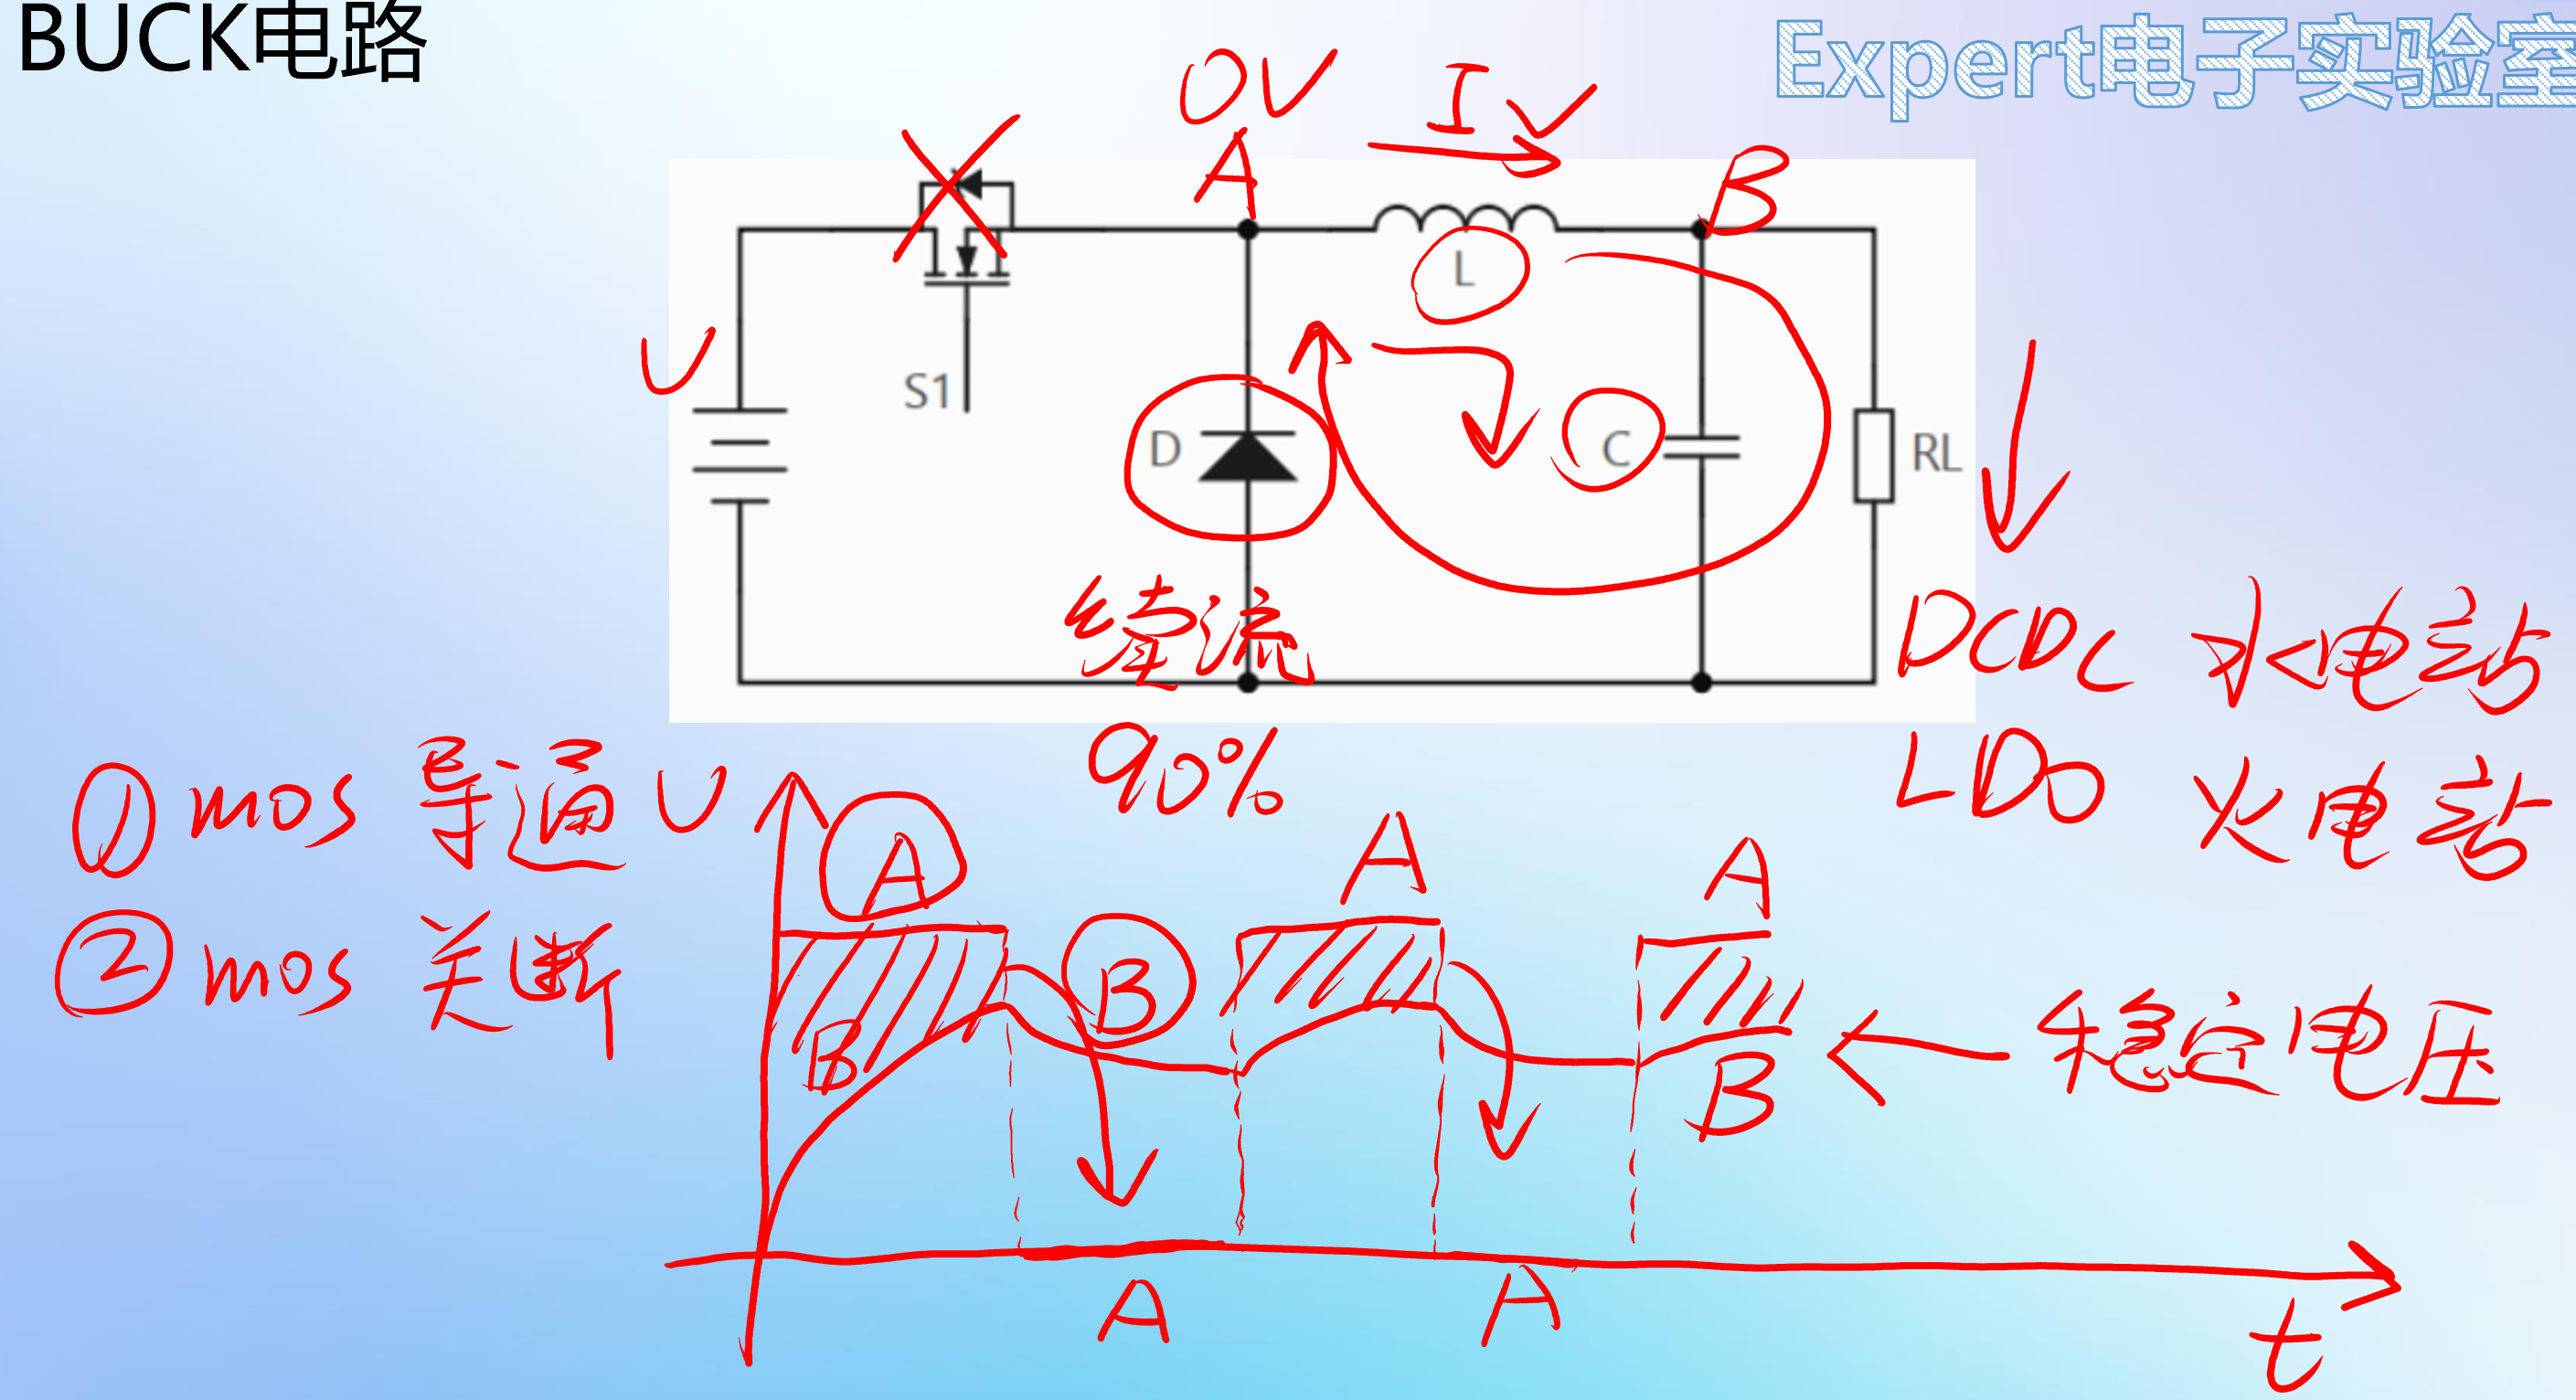 BUCK电路
Expert电子实验室
0V
I
A
B
L
U
S1
D
C
RL
续流
DCDC 水电站
90%
LDO 火电站
① mos 导通
U
A
A
A
② mos 关断
B
B
B
稳定电压
A
A
t